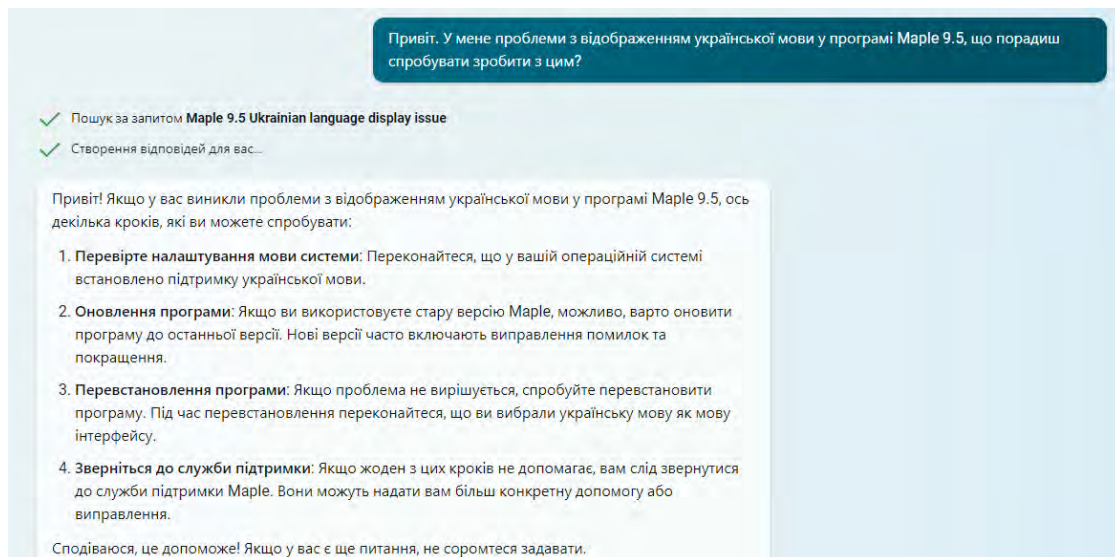 Привіт. У мене проблеми з відображенням української мови у програмі Maple 9.5, що порадиш
спробувати зробити з цим?
Пошук за запитом Maple 9.5 Ukrainian language display issue
Створення відповідей для вас...
Привіт! Якщо у вас виникли проблеми з відображенням української мови у програмі Maple 9.5, ось
декілька кроків, які ви можете спробувати:
1. Перевірте налаштування мови системи: Переконайтеся, що у вашій операційній системі
встановлено підтримку української мови.
2. Оновлення програми: Якщо ви використовуєте стару версію Maple, можливо, варто оновити
програму до останньої версії. Нові версії часто включають виправлення помилок та
покращення.
3. Перевстановлення програми: Якщо проблема не вирішується, спробуйте перевстановити
програму. Під час перевстановлення переконайтеся, що ви вибрали українську мову як мову
інтерфейсу.
4. Зверніться до служби підтримки: Якщо жоден з цих кроків не допомагає, вам слід звернутися
до служби підтримки Maple. Вони можуть надати вам більш конкретну допомогу або
виправлення.
Сподіваюся, це допоможе! Якщо у вас є ще питання, не соромтеся задавати.